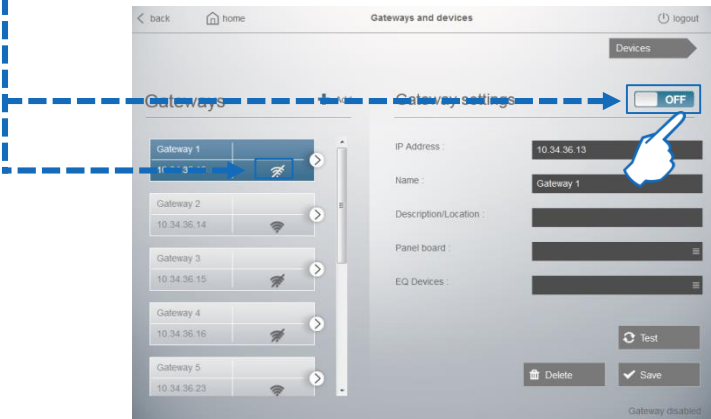 back home Gateways and devices logout
Devices
Gateways Add Gateway settings OFF
Gateway 1
IP Address : 10.34.36.13
Name : Gateway 1
Gateway 2
10.34.36.14
Description/Location :
Panel board :
Gateway 3
10.34.36.15
EQ Devices :
Gateway 4
10.34.36.16
Test
Gateway 5
10.34.36.23
Delete Save
Gateway disabled